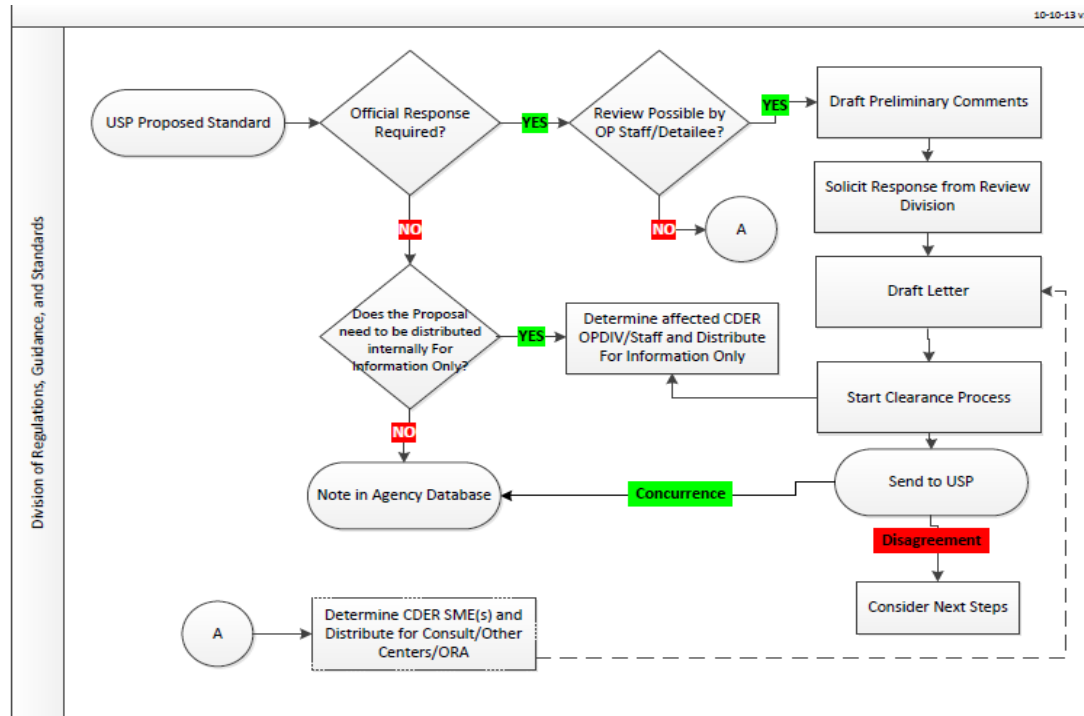 10-10-13 v
Division of Regulations, Guidance, and Standards
USP Proposed Standard
Official Response
Required?
YES
Review Possible by
OP Staff/Detailee?
YES
Draft Preliminary Comments
Solicit Response from Review
Division
NO
NO
A
Draft Letter
Does the Proposal
need to be distributed
internally For
Information Only?
YES
Determine affected CDER
OPDIV/Staff and Distribute
For Information Only
Start Clearance Process
NO
Note in Agency Database
Concurrence
Send to USP
Disagreement
Consider Next Steps
A
Determine CDER SME(s) and
Distribute for Consult/Other
Centers/ORA